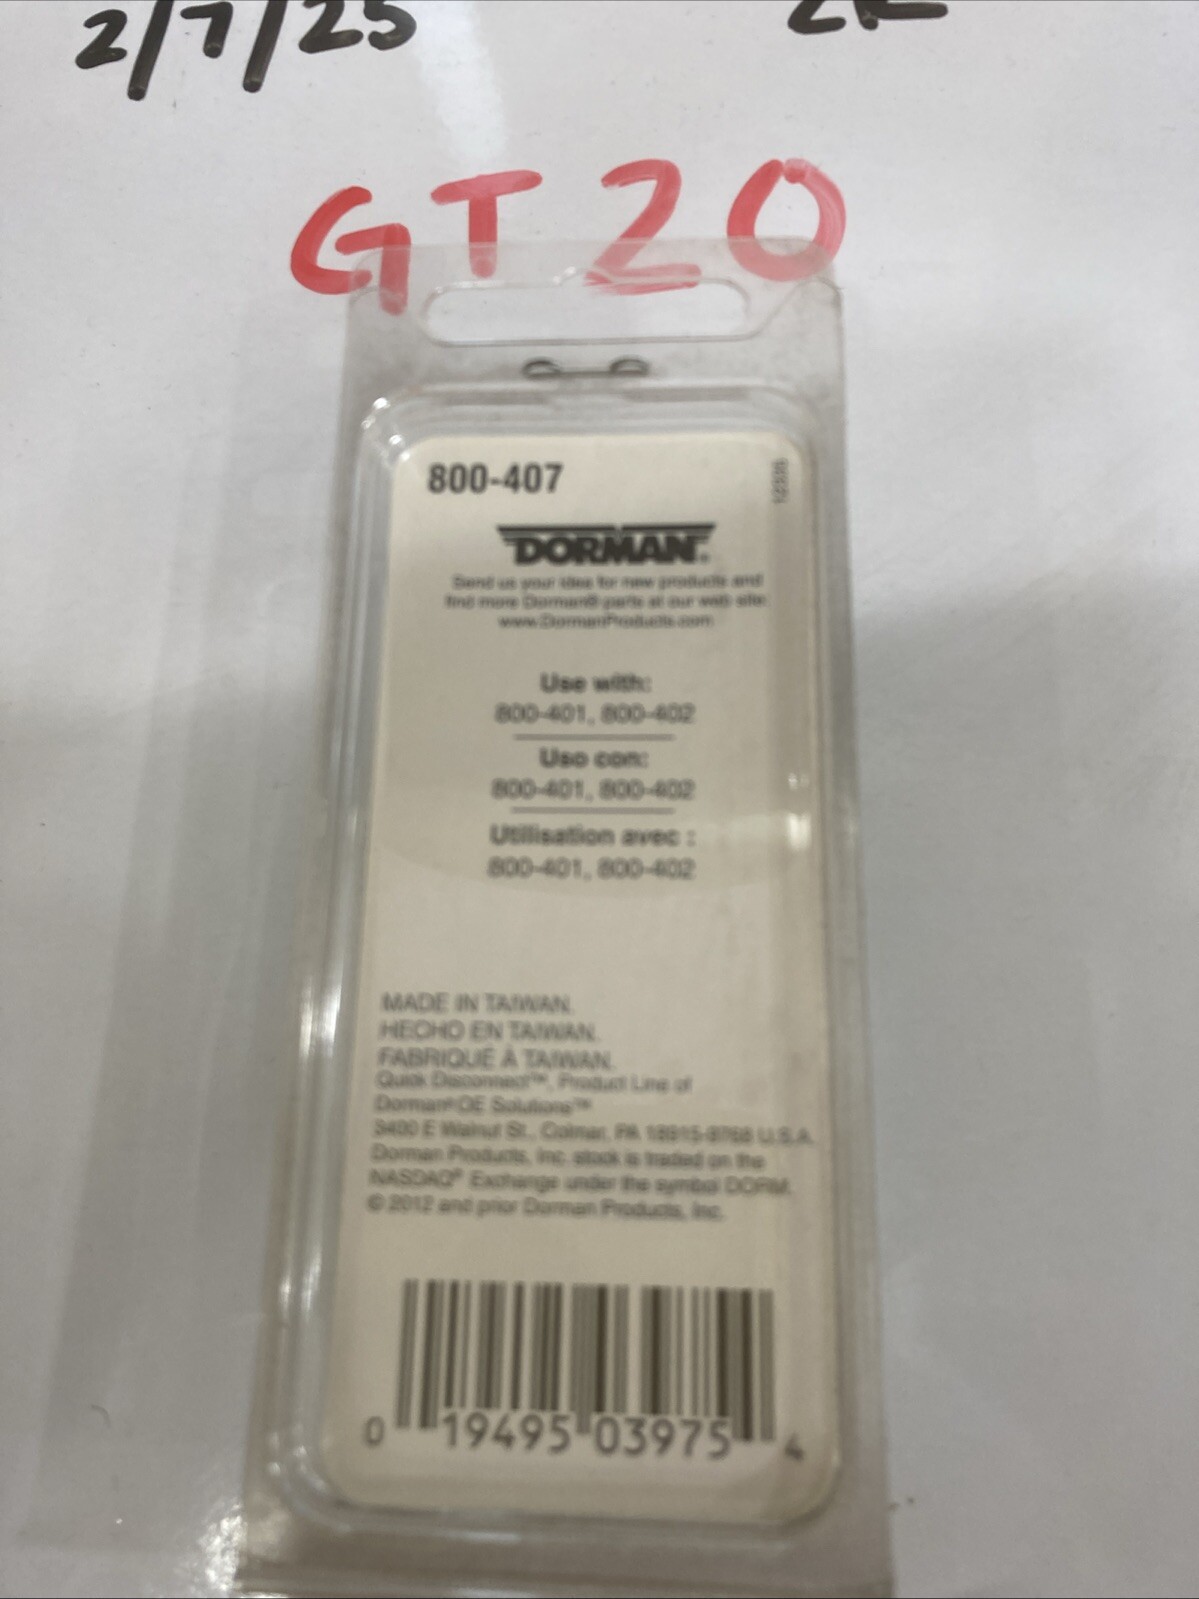 2/7/25
GT20
800-407
DORMAN®
Send us your idea for new products and
find more Dorman® parts at our web site:
www.DormanProducts.com
Use with:
800-401, 800-402
Uso con:
800-401, 800-402
Utilisation avec :
800-401, 800-402
MADE IN TAIWAN.
HECHO EN TAIWAN.
FABRIQUÉ À TAIWAN.
Quick Disconnect™, Product Line of
Dorman® OE Solutions™
3400 E Walnut St., Colmar, PA 18915-9768 U.S.A.
Dorman Products, Inc. stock is traded on the
NASDAQ® Exchange under the symbol DORM.
© 2012 and prior Dorman Products, Inc.
0 19495 03975 4